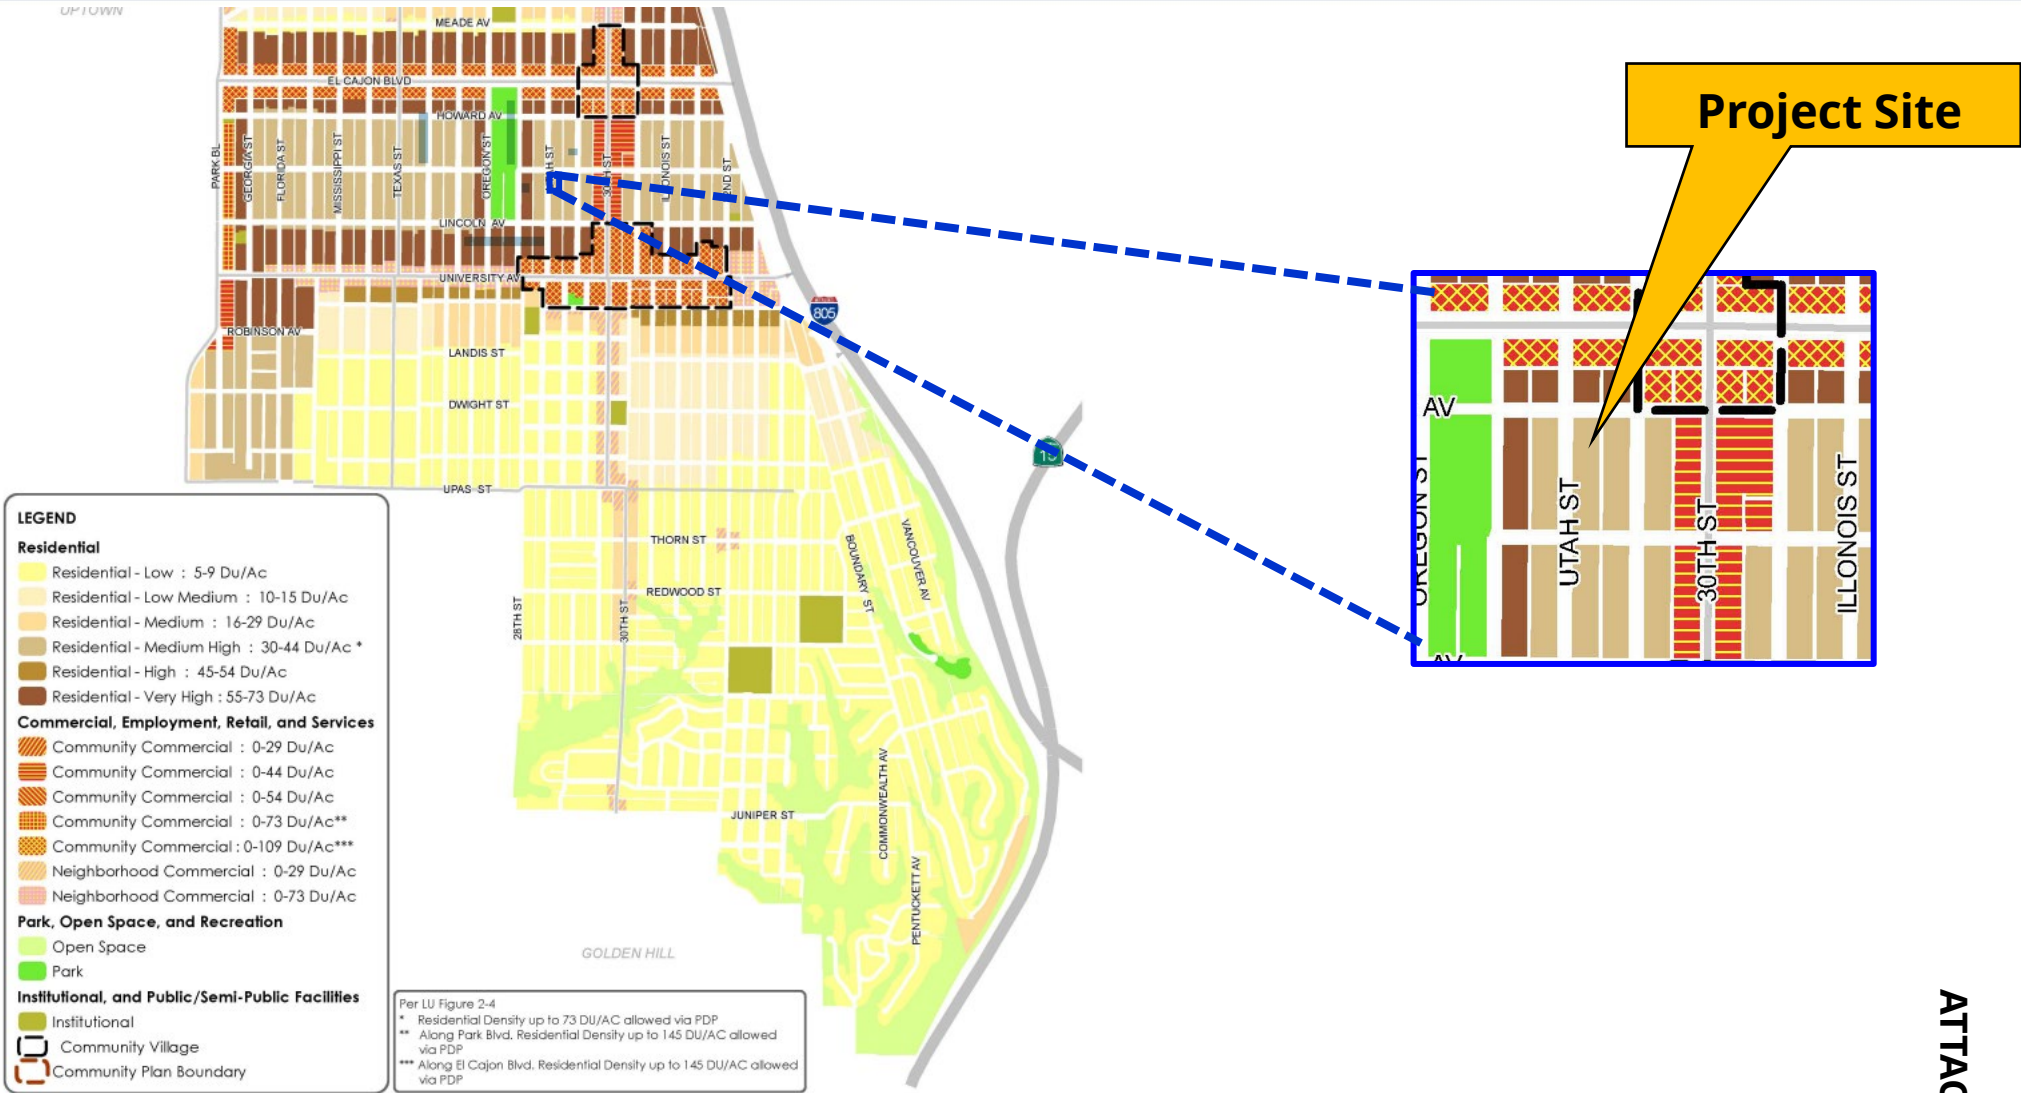 UPTOWN
MEADE AV
EL CAJON BLVD
HOWARD AV
PARK BL
GEORGIA ST
FLORIDA ST
MISSISSIPPI ST
TEXAS ST
OREGON ST
30TH ST
ILLINOIS ST
2ND ST
LINCOLN AV
UNIVERSITY AV
ROBINSON AV
LANDIS ST
DWIGHT ST
UPAS ST
805
15
THORN ST
REDWOOD ST
28TH ST
30TH ST
BOUNDARY ST
VANCOUVER AV
JUNIPER ST
COMMONWEALTH AV
PENTUCKETT AV
GOLDEN HILL
Project Site
AV
OREGON ST
UTAH ST
30TH ST
ILLONOIS ST
AV
LEGEND
Residential
Residential - Low : 5-9 Du/Ac
Residential - Low Medium : 10-15 Du/Ac
Residential - Medium : 16-29 Du/Ac
Residential - Medium High : 30-44 Du/Ac *
Residential - High : 45-54 Du/Ac
Residential - Very High : 55-73 Du/Ac
Commercial, Employment, Retail, and Services
Community Commercial : 0-29 Du/Ac
Community Commercial : 0-44 Du/Ac
Community Commercial : 0-54 Du/Ac
Community Commercial : 0-73 Du/Ac**
Community Commercial : 0-109 Du/Ac***
Neighborhood Commercial : 0-29 Du/Ac
Neighborhood Commercial : 0-73 Du/Ac
Park, Open Space, and Recreation
Open Space
Park
Institutional, and Public/Semi-Public Facilities
Institutional
Community Village
Community Plan Boundary
Per LU Figure 2-4
* Residential Density up to 73 DU/AC allowed via PDP
** Along Park Blvd. Residential Density up to 145 DU/AC allowed
via PDP
*** Along El Cajon Blvd. Residential Density up to 145 DU/AC allowed
via PDP